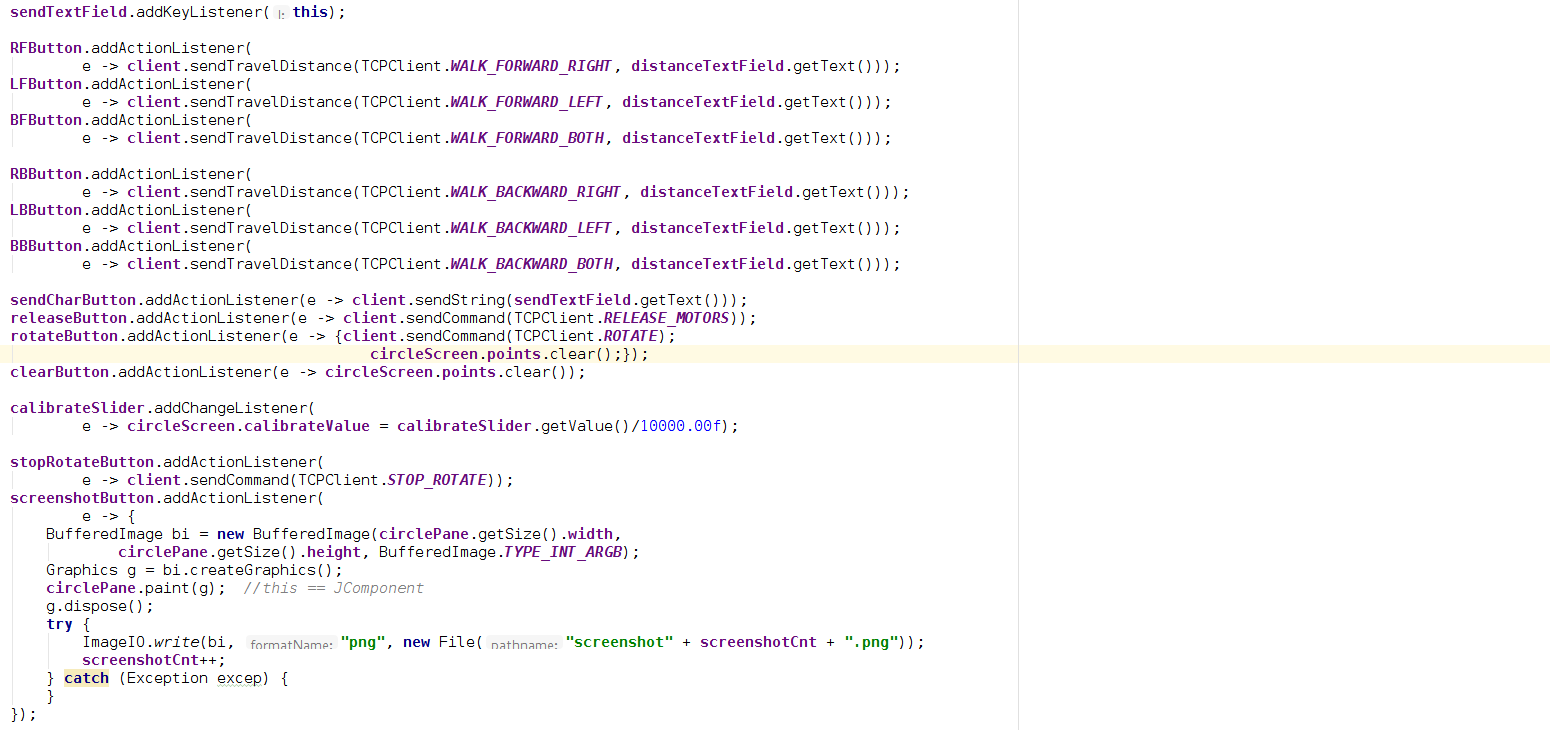 sendTextField.addKeyListener( l: this);
RFButton.addActionListener(
e -> client.sendTravelDistance(TCPClient.WALK_FORWARD_RIGHT, distanceTextField.getText()));
LFButton.addActionListener(
e -> client.sendTravelDistance(TCPClient.WALK_FORWARD_LEFT, distanceTextField.getText()));
BFButton.addActionListener(
e -> client.sendTravelDistance(TCPClient.WALK_FORWARD_BOTH, distanceTextField.getText()));
RBButton.addActionListener(
e -> client.sendTravelDistance(TCPClient.WALK_BACKWARD_RIGHT, distanceTextField.getText()));
LBButton.addActionListener(
e -> client.sendTravelDistance(TCPClient.WALK_BACKWARD_LEFT, distanceTextField.getText()));
BBButton.addActionListener(
e -> client.sendTravelDistance(TCPClient.WALK_BACKWARD_BOTH, distanceTextField.getText()));
sendCharButton.addActionListener(e -> client.sendString(sendTextField.getText()));
releaseButton.addActionListener(e -> client.sendCommand(TCPClient.RELEASE_MOTORS));
rotateButton.addActionListener(e -> {client.sendCommand(TCPClient.ROTATE);
circleScreen.points.clear();});
clearButton.addActionListener(e -> circleScreen.points.clear());
calibrateSlider.addChangeListener(
e -> circleScreen.calibrateValue = calibrateSlider.getValue()/10000.00f);
stopRotateButton.addActionListener(
e -> client.sendCommand(TCPClient.STOP_ROTATE));
screenshotButton.addActionListener(
e -> {
BufferedImage bi = new BufferedImage(circlePane.getSize().width,
circlePane.getSize().height, BufferedImage.TYPE_INT_ARGB);
Graphics g = bi.createGraphics();
circlePane.paint(g);  //this == JComponent
g.dispose();
try {
ImageIO.write(bi, formatName: "png", new File( pathname: "screenshot" + screenshotCnt + ".png"));
screenshotCnt++;
} catch (Exception excep) {
}
});